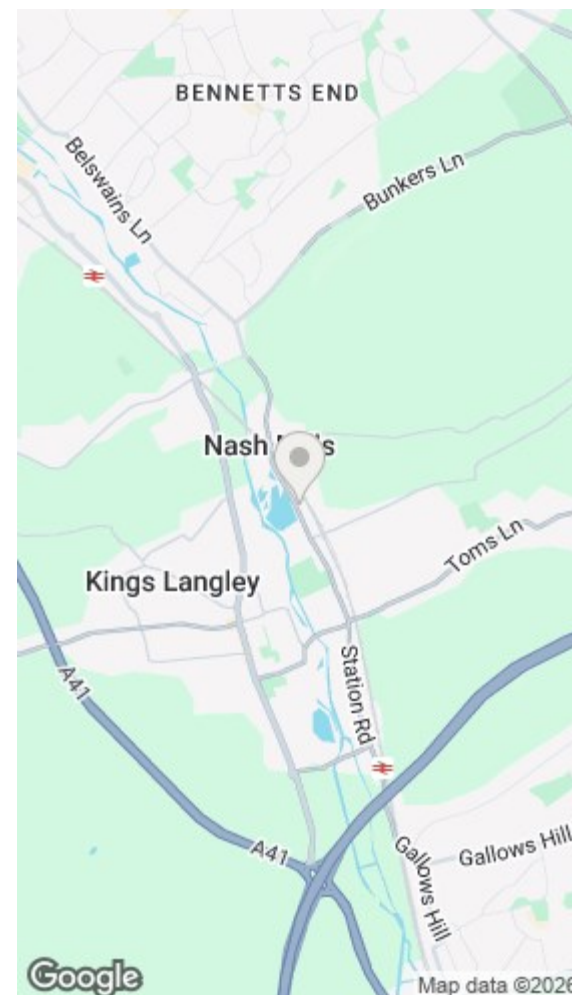 BENNETTS END
Belswains Ln
Bunkers Ln
Nash
Toms Ln
Kings Langley
A41
Station Rd
A41
Gallows Hill
Gallows Hill
Google
Map data ©2026